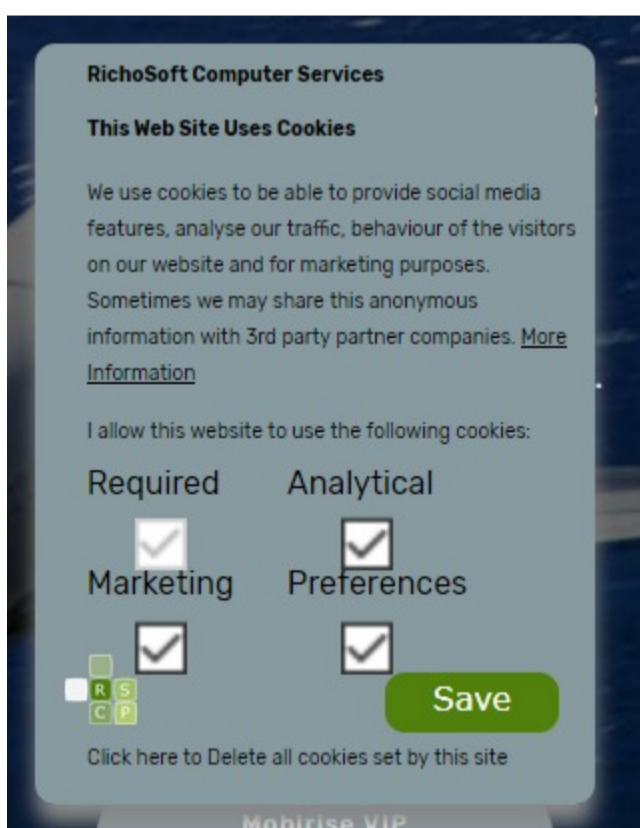 RichoSoft Computer Services
This Web Site Uses Cookies
We use cookies to be able to provide social media
features, analyse our traffic, behaviour of the visitors
on our website and for marketing purposes.
Sometimes we may share this anonymous
information with 3rd party partner companies. More
Information
I allow this website to use the following cookies:
Required Analytical
Marketing Preferences
R S
C P
Save
Click here to Delete all cookies set by this site
Mobirise VIP